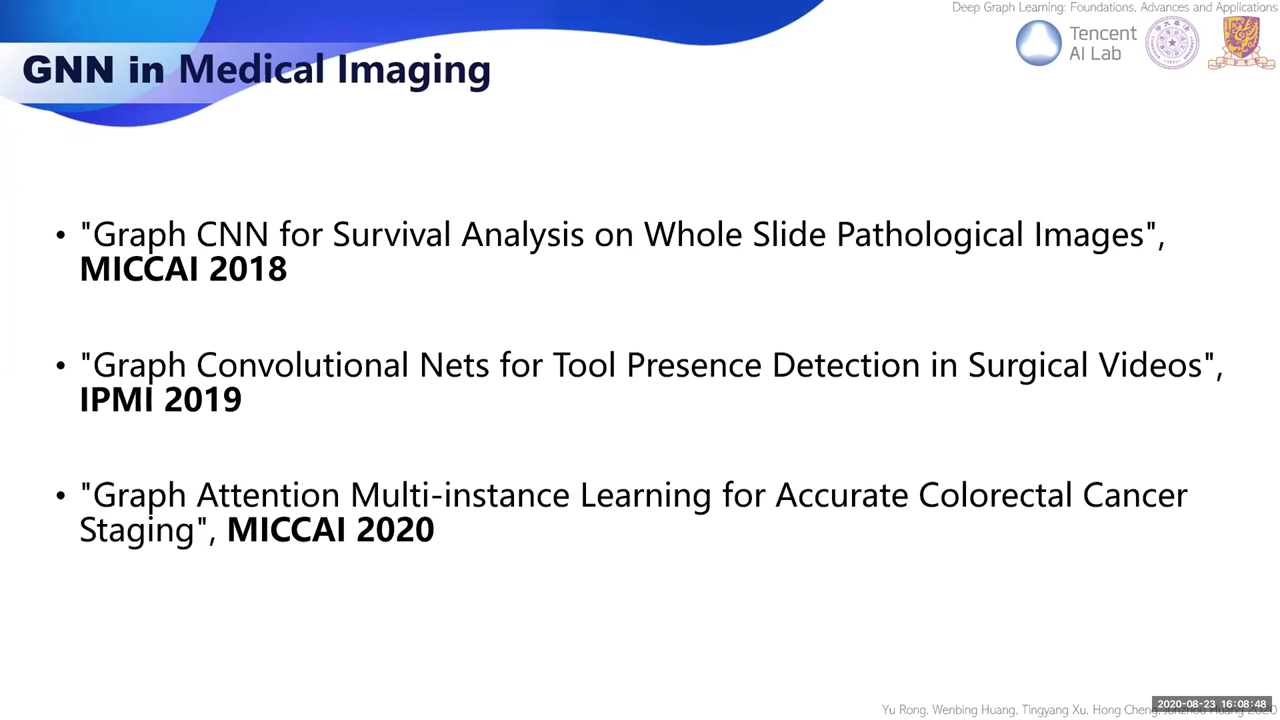 Deep Graph Learning: Foundations, Advances and Applications
Tencent
AI Lab
GNN in Medical Imaging
• "Graph CNN for Survival Analysis on Whole Slide Pathological Images",
MICCAI 2018
• "Graph Convolutional Nets for Tool Presence Detection in Surgical Videos",
IPMI 2019
• "Graph Attention Multi-instance Learning for Accurate Colorectal Cancer
Staging", MICCAI 2020
2020-08-23 16:08:48
Yu Rong, Wenbing Huang, Tingyang Xu, Hong Cheng,